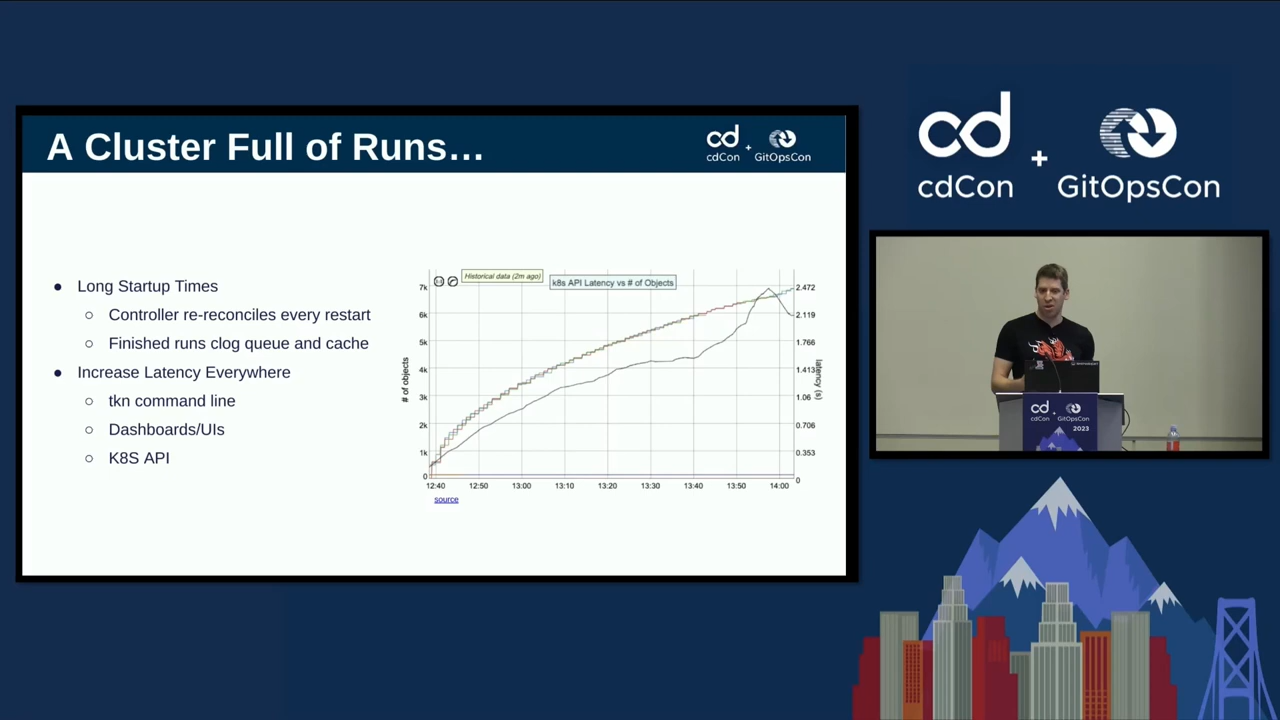 A Cluster Full of Runs...
cd
cdCon
+
GitOpsCon
● Long Startup Times
○ Controller re-reconciles every restart
○ Finished runs clog queue and cache
● Increase Latency Everywhere
○ tkn command line
○ Dashboards/UIs
○ K8S API
Historical data (2m ago)
k8s API Latency vs # of Objects
# of objects
7k
6k
5k
4k
3k
2k
1k
0
2.472
2.119
1.766
1.413
1.06
0.706
0.353
0
latency (s)
12:40 12:50 13:00 13:10 13:20 13:30 13:40 13:50 14:00
source
cd
cdCon
+
GitOpsCon
cd
cdCon
GitOpsCon
2023